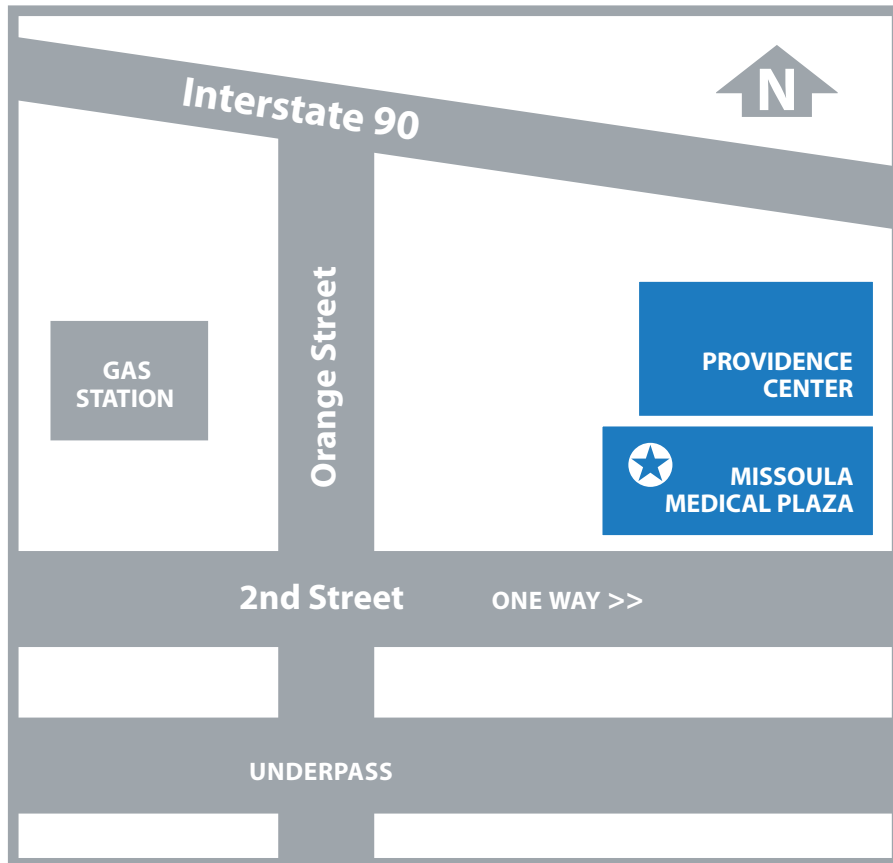 Interstate 90
N
Orange Street
GAS
STATION
PROVIDENCE
CENTER
MISSOULA
MEDICAL PLAZA
2nd Street
ONE WAY >>
UNDERPASS